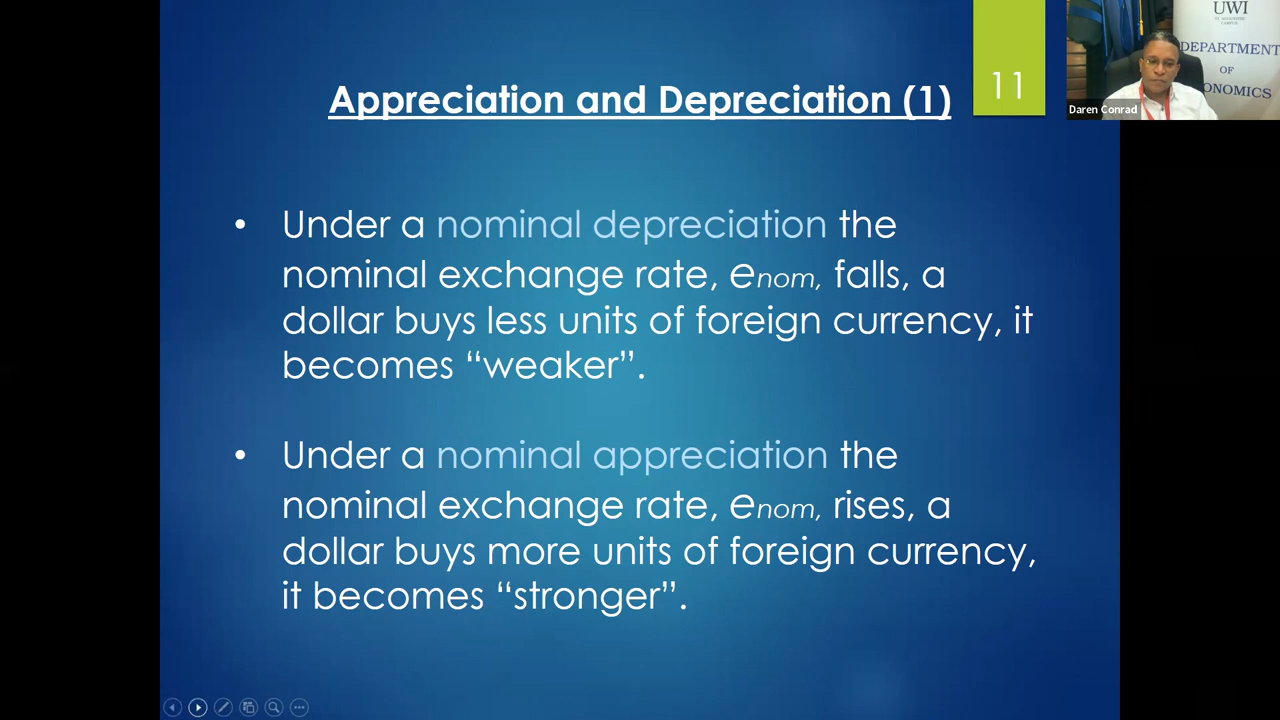 Appreciation and Depreciation (1)
11
• Under a nominal depreciation the
nominal exchange rate, enom, falls, a
dollar buys less units of foreign currency, it
becomes “weaker”.
• Under a nominal appreciation the
nominal exchange rate, enom, rises, a
dollar buys more units of foreign currency,
it becomes “stronger”.
UWI
DEPARTMENT
OF
ONOMICS
Daren Conrad